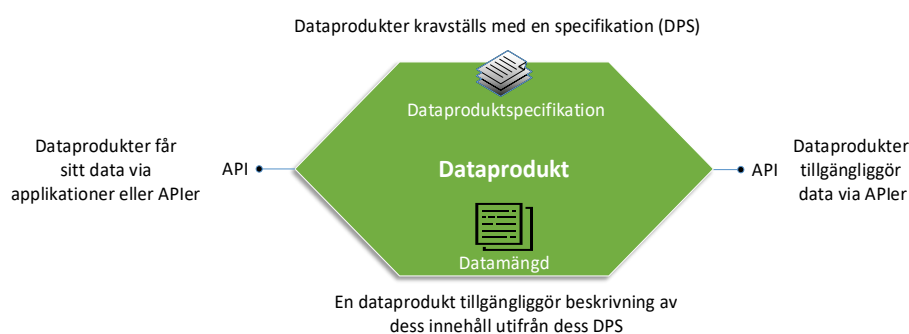 Dataprodukter kravställs med en specifikation (DPS)
Dataproduktspecifikation
Dataprodukter får
sitt data via
applikationer eller APIer
API
Dataprodukt
API
Dataprodukter
tillgängliggör
data via APIer
Datamängd
En dataprodukt tillgängliggör beskrivning av
dess innehåll utifrån dess DPS